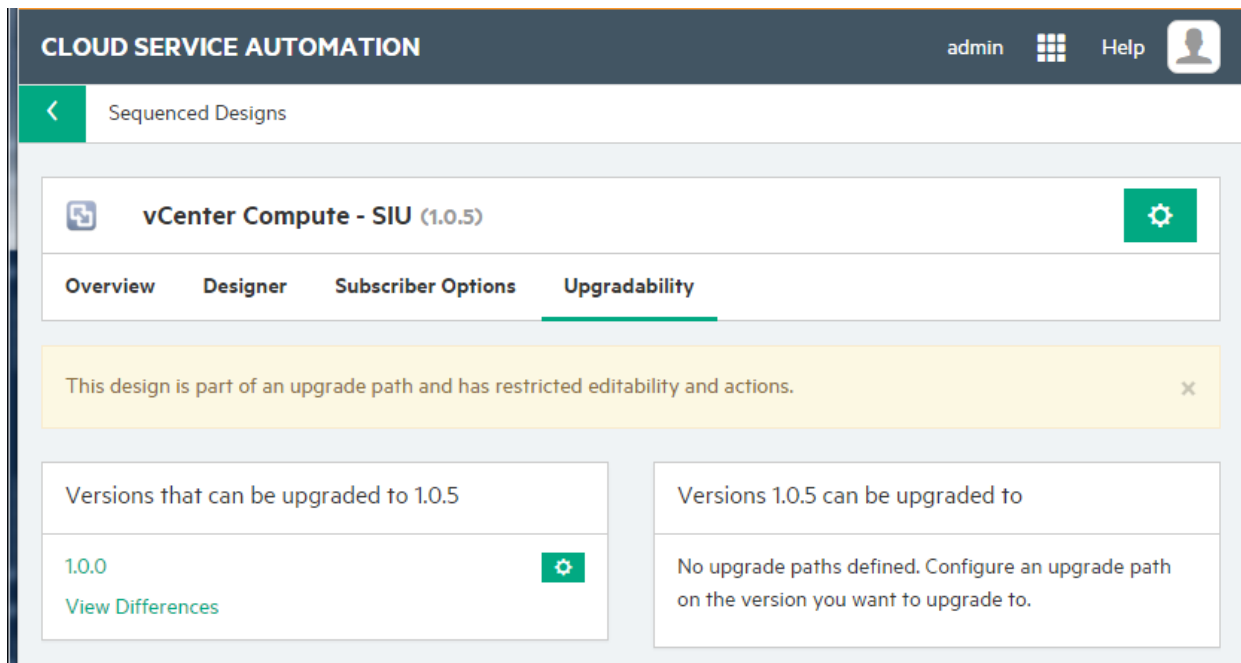 CLOUD SERVICE AUTOMATION
admin
Help
Sequenced Designs
vCenter Compute - SIU (1.0.5)
Overview Designer Subscriber Options Upgradability
This design is part of an upgrade path and has restricted editability and actions.
Versions that can be upgraded to 1.0.5
1.0.0
View Differences
Versions 1.0.5 can be upgraded to
No upgrade paths defined. Configure an upgrade path
on the version you want to upgrade to.